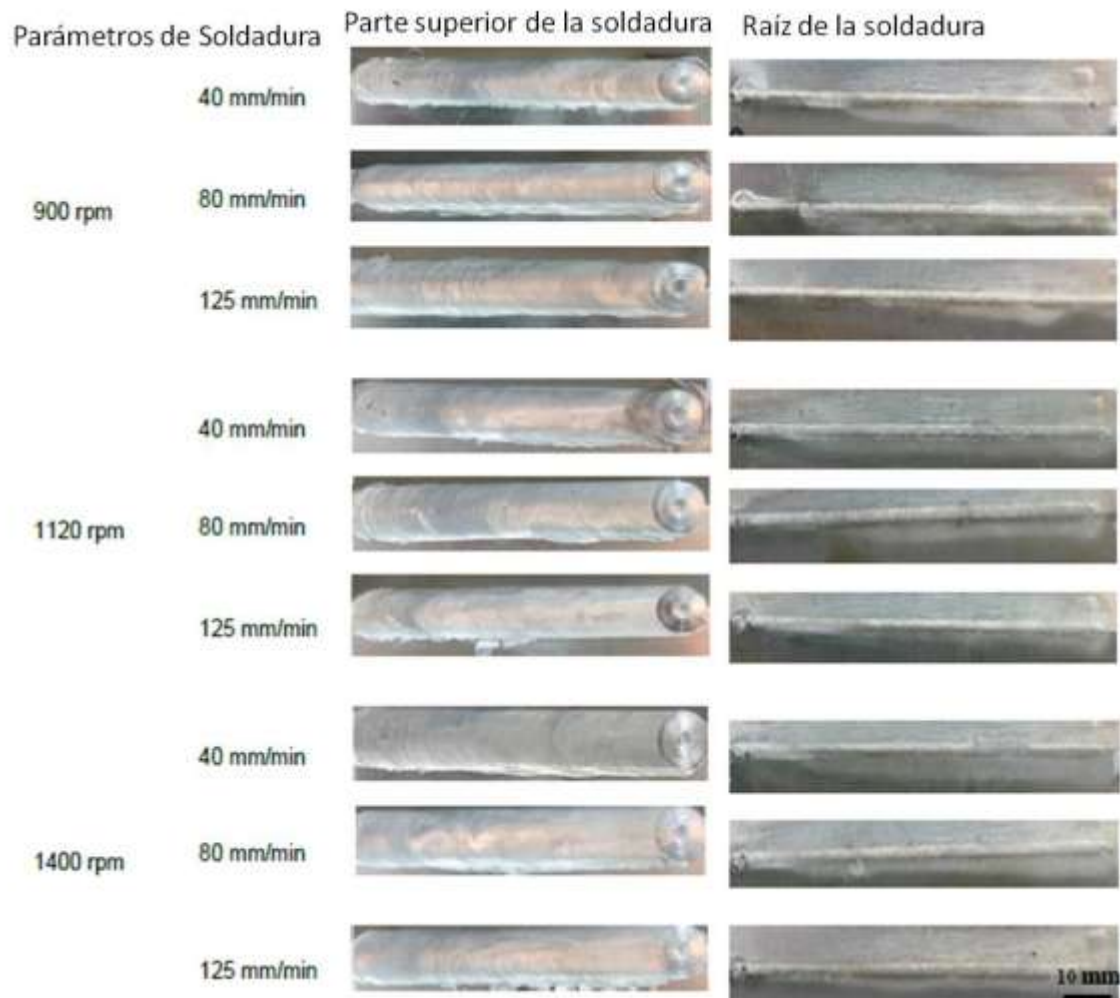 Parámetros de Soldadura
Parte superior de la soldadura
Raíz de la soldadura
40 mm/min
900 rpm
80 mm/min
125 mm/min
40 mm/min
1120 rpm
80 mm/min
125 mm/min
40 mm/min
1400 rpm
80 mm/min
125 mm/min
10 mm